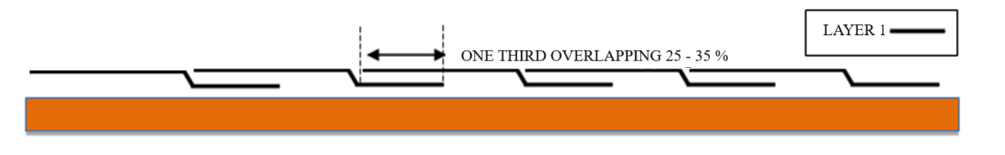 LAYER 1
ONE THIRD OVERLAPPING 25 - 35 %